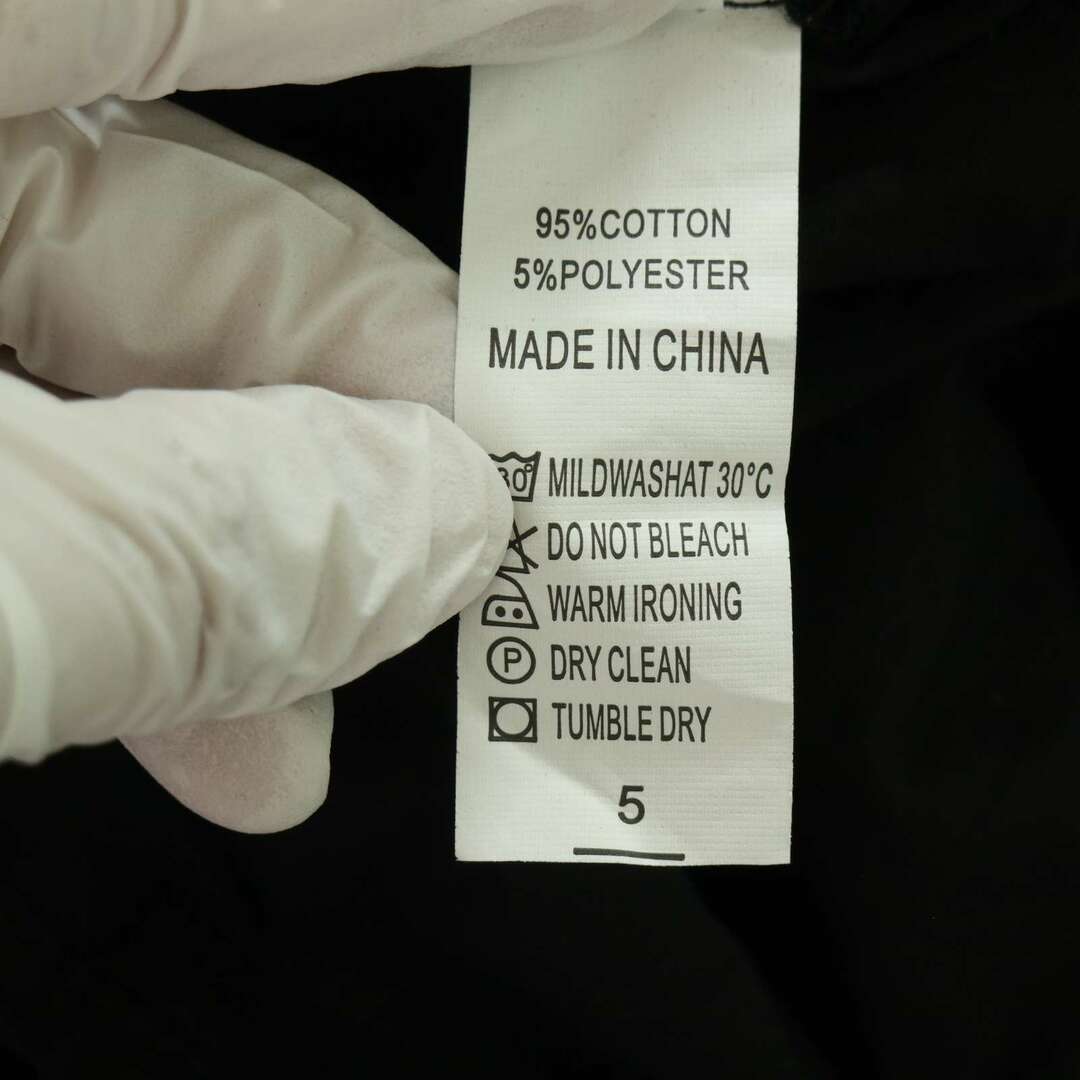 95%COTTON
5%POLYESTER
MADE IN CHINA
30° MILDWASHAT 30°C
DO NOT BLEACH
WARM IRONING
P DRY CLEAN
TUMBLE DRY
5